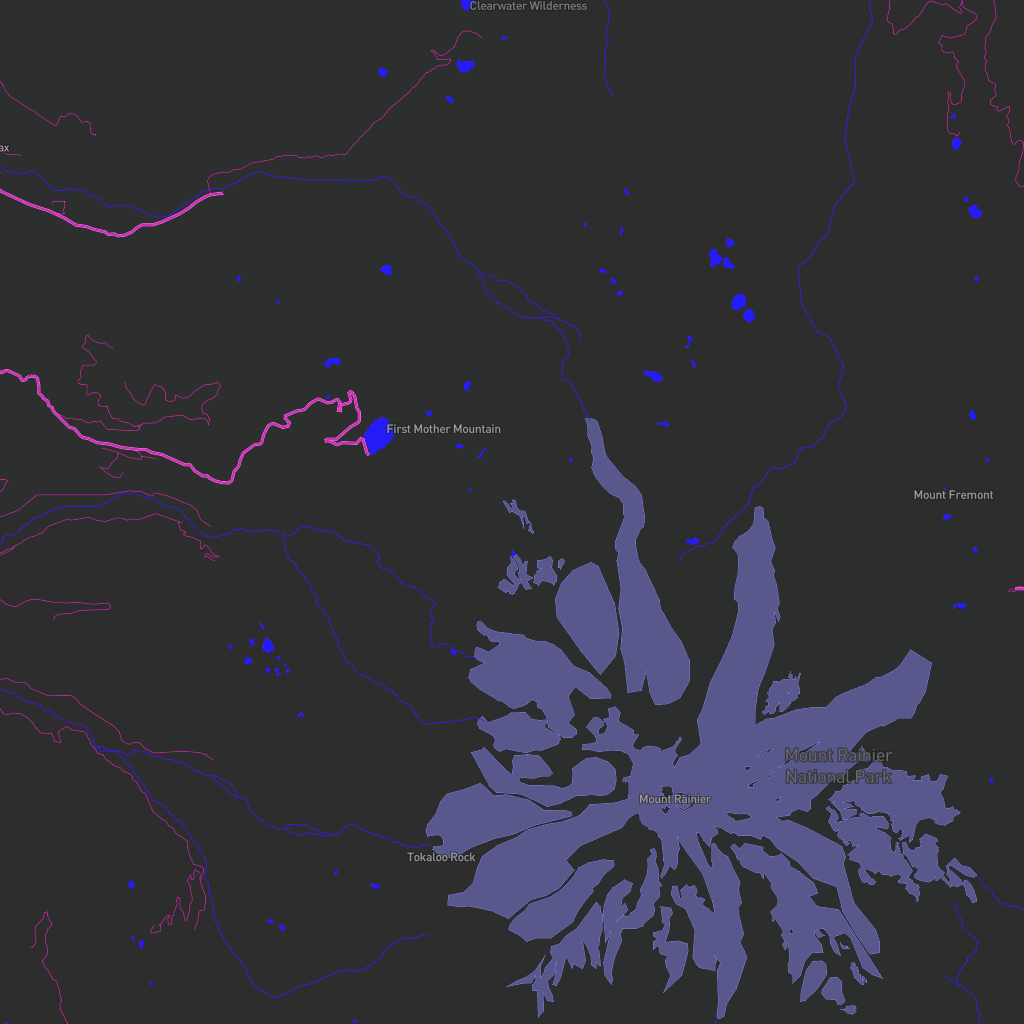 Clearwater Wilderness
ax
First Mother Mountain
Mount Fremont
Mount Rainier
National Park
Mount Rainier
Tokaloo Rock